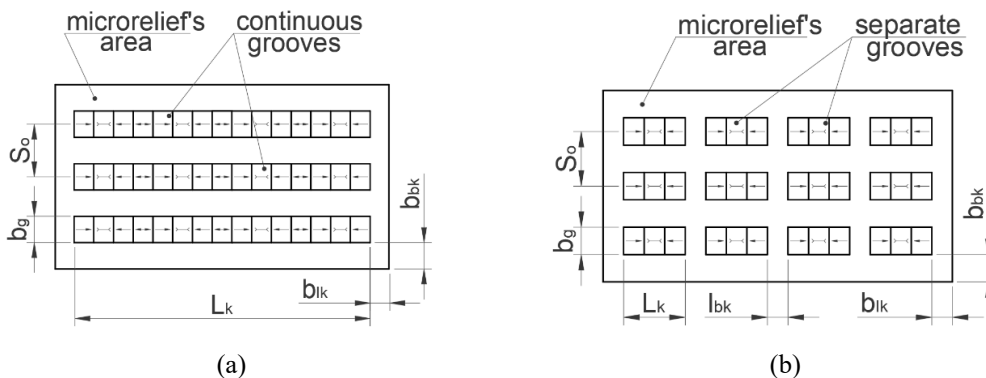 microrelief's
area
continuous
grooves
So
bg
bbk
blk
Lk
(a)
microrelief's
area
separate
grooves
So
bg
bbk
Lk
lbk
blk
(b)